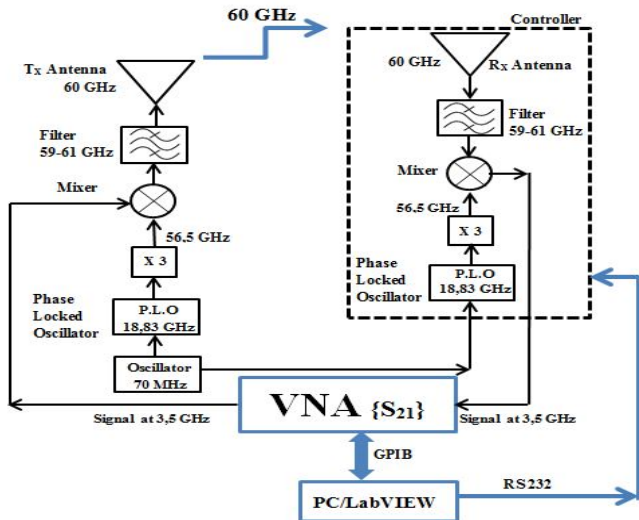 60 GHz
Controller
TX Antenna
60 GHz
60 GHz
RX Antenna
Filter
59-61 GHz
Filter
59-61 GHz
Mixer
Mixer
56,5 GHz
56,5 GHz
X 3
X 3
Phase
Locked
Oscillator
P.L.O
18,83 GHz
Phase
Locked
Oscillator
P.L.O
18,83 GHz
Oscillator
70 MHz
VNA {S21}
Signal at 3,5 GHz
Signal at 3,5 GHz
GPIB
PC/LabVIEW
RS232